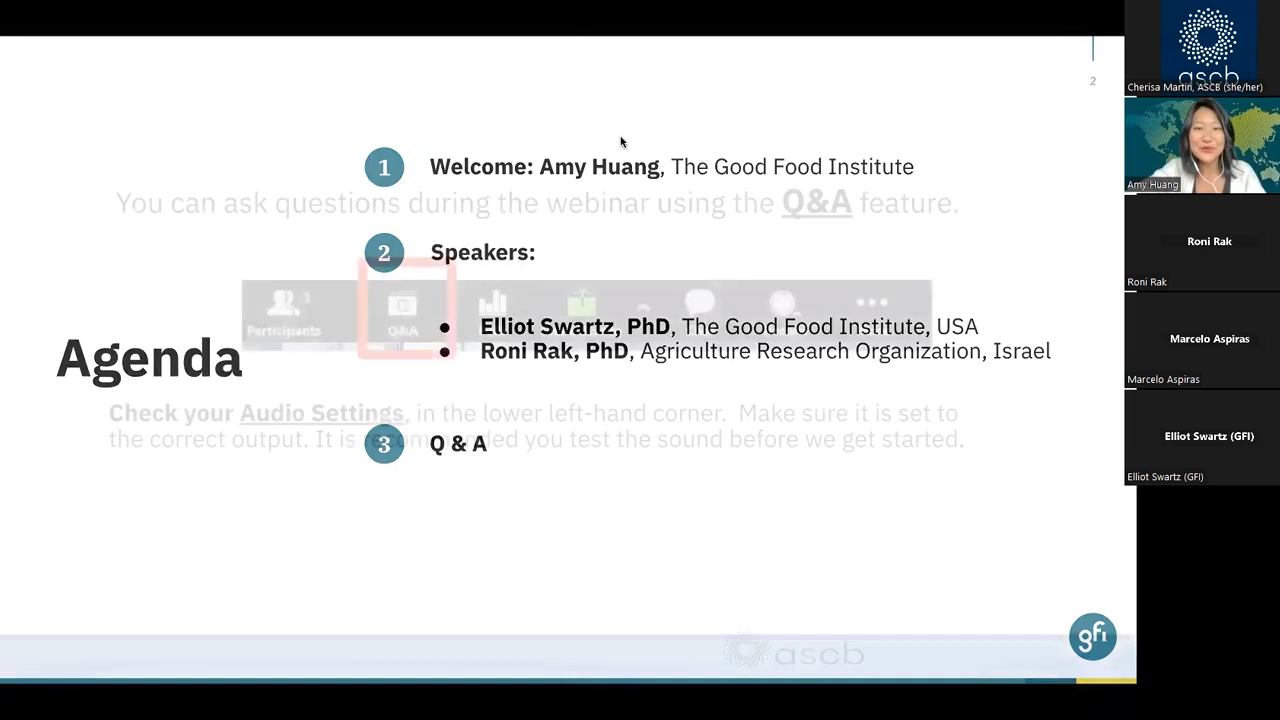 2
1 Welcome: Amy Huang, The Good Food Institute
You can ask questions during the webinar using the Q&A feature.
2 Speakers:
Participants Q&A
● Elliot Swartz, PhD, The Good Food Institute, USA
● Roni Rak, PhD, Agriculture Research Organization, Israel
Agenda
Check your Audio Settings, in the lower left-hand corner. Make sure it is set to
the correct output. It is recommended you test the sound before we get started.
3 Q & A
gfi
ascb
ascb
Cherisa Martin, ASCB (she/her)
Amy Huang
Roni Rak
Roni Rak
Marcelo Aspiras
Marcelo Aspiras
Elliot Swartz (GFI)
Elliot Swartz (GFI)